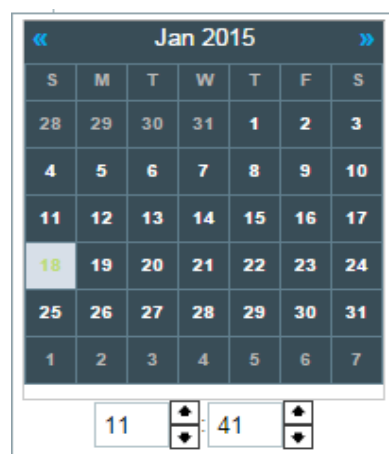 « Jan 2015 »
S M T W T F S
28 29 30 31 1 2 3
4 5 6 7 8 9 10
11 12 13 14 15 16 17
18 19 20 21 22 23 24
25 26 27 28 29 30 31
1 2 3 4 5 6 7
11 : 41